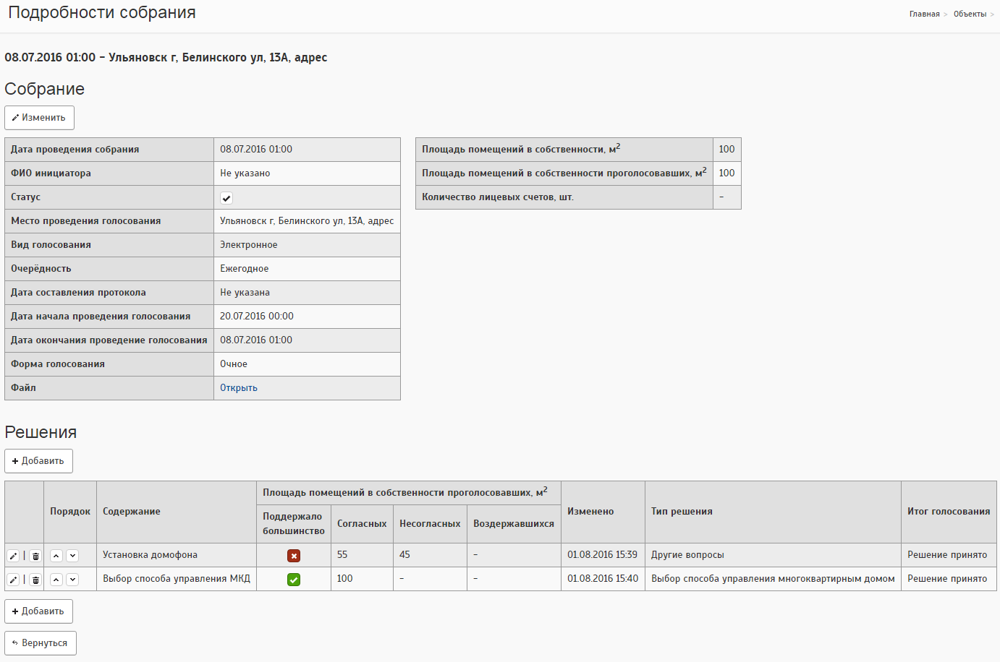 Подробности собрания
Главная > Объекты >
08.07.2016 01:00 - Ульяновск г, Белинского ул, 13А, адрес
Собрание
Изменить
Дата проведения собрания 08.07.2016 01:00
ФИО инициатора Не указано
Статус
Место проведения голосования Ульяновск г, Белинского ул, 13А, адрес
Вид голосования Электронное
Очерёдность Ежегодное
Дата составления протокола Не указана
Дата начала проведения голосования 20.07.2016 00:00
Дата окончания проведение голосования 08.07.2016 01:00
Форма голосования Очное
Файл Открыть
Площадь помещений в собственности, м² 100
Площадь помещений в собственности проголосовавших, м² 100
Количество лицевых счетов, шт. -
Решения
+ Добавить
Порядок
Содержание
Площадь помещений в собственности проголосовавших, м²
Поддержало
большинство
Согласных
Несогласных
Воздержавшихся
Изменено
Тип решения
Итог голосования
| Установка домофона 55 45 - 01.08.2016 15:39 Другие вопросы Решение принято
| Выбор способа управления МКД 100 - - 01.08.2016 15:40 Выбор способа управления многоквартирным домом Решение принято
+ Добавить
Вернуться